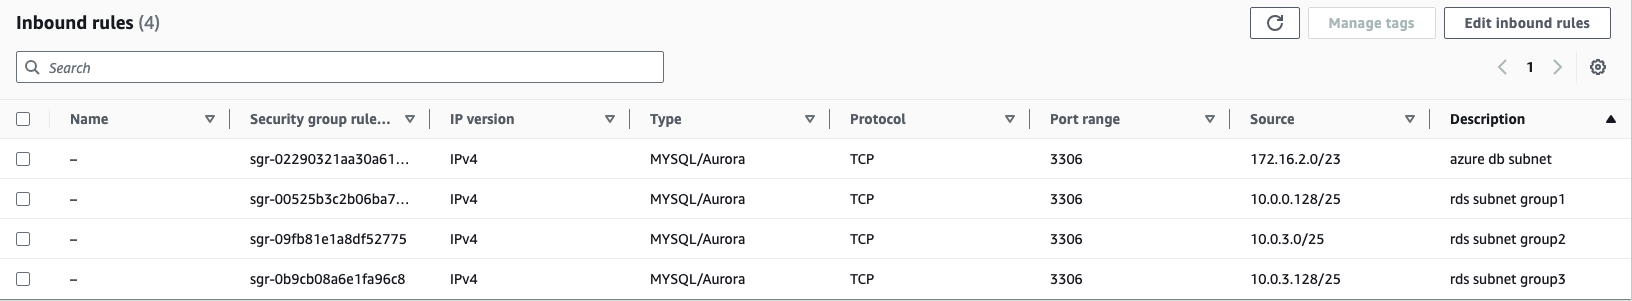 Inbound rules (4)
Manage tags
Edit inbound rules
Search
1
Name Security group rule... IP version Type Protocol Port range Source Description
– sgr-02290321aa30a61... IPv4 MYSQL/Aurora TCP 3306 172.16.2.0/23 azure db subnet
– sgr-00525b3c2b06ba7... IPv4 MYSQL/Aurora TCP 3306 10.0.0.128/25 rds subnet group1
– sgr-09fb81e1a8df52775 IPv4 MYSQL/Aurora TCP 3306 10.0.3.0/25 rds subnet group2
– sgr-0b9cb08a6e1fa96c8 IPv4 MYSQL/Aurora TCP 3306 10.0.3.128/25 rds subnet group3